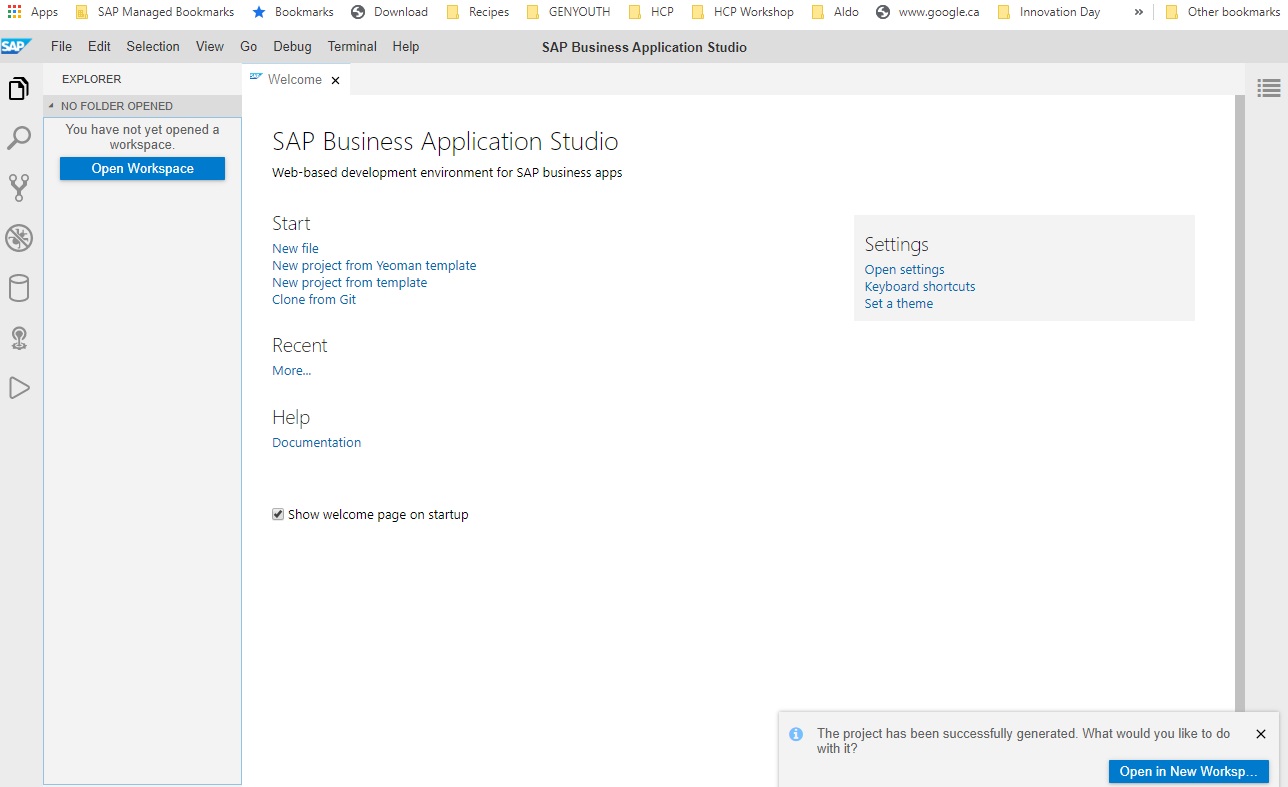 Apps SAP Managed Bookmarks Bookmarks Download Recipes GENYOUTH HCP HCP Workshop Aldo www.google.ca Innovation Day » Other bookmarks
SAP File Edit Selection View Go Debug Terminal Help SAP Business Application Studio
EXPLORER
SAP Welcome ×
NO FOLDER OPENED
You have not yet opened a
workspace.
Open Workspace
SAP Business Application Studio
Web-based development environment for SAP business apps
Start
New file
New project from Yeoman template
New project from template
Clone from Git
Settings
Open settings
Keyboard shortcuts
Set a theme
Recent
More...
Help
Documentation
Show welcome page on startup
The project has been successfully generated. What would you like to do
with it?
Open in New Worksp...